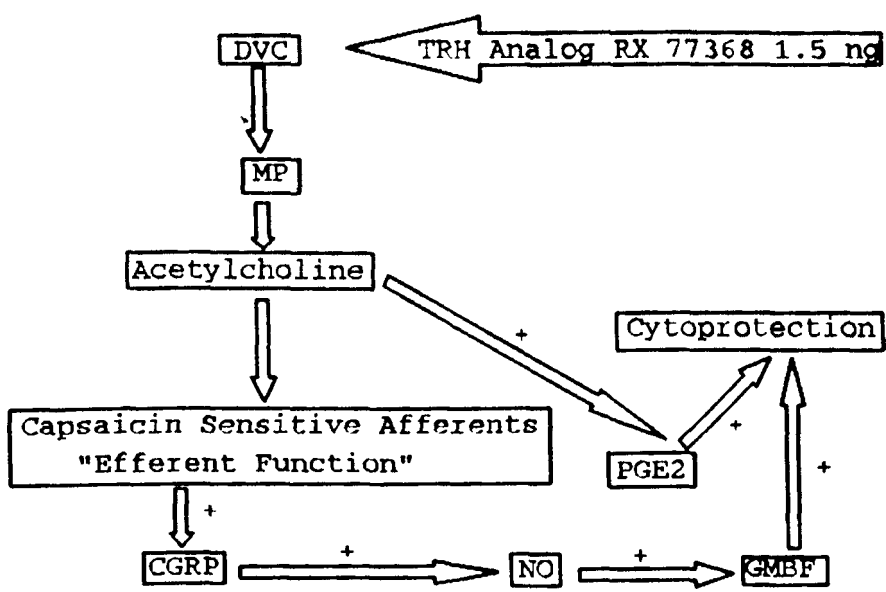 DVC
TRH Analog RX 77368 1.5 ng
MP
Acetylcholine
+
Cytoprotection
Capsaicin Sensitive Afferents
"Efferent Function"
+
PGE2
+
+
CGRP
+
NO
+
GMBF